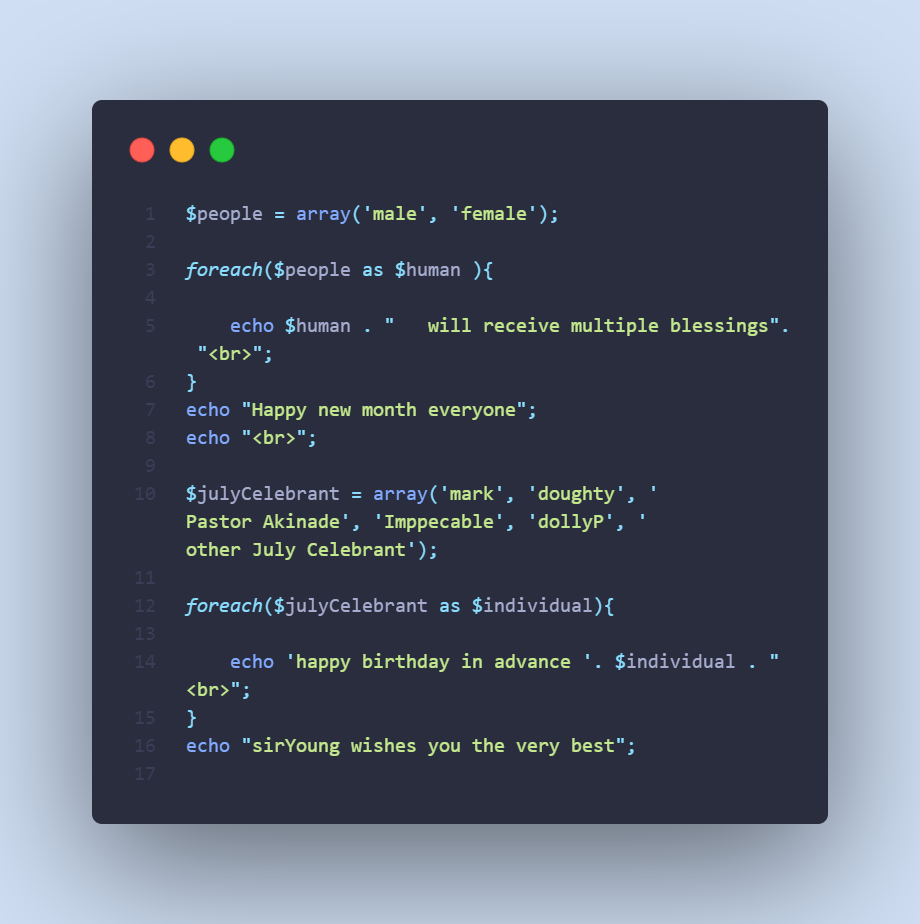 1 $people = array('male', 'female');
2
3 foreach($people as $human ){
4
5     echo $human . "   will receive multiple blessings".
 "<br>";
6 }
7 echo "Happy new month everyone";
8 echo "<br>";
9
10 $julyCelebrant = array('mark', 'doughty', '
Pastor Akinade', 'Imppecable', 'dollyP', '
other July Celebrant');
11
12 foreach($julyCelebrant as $individual){
13
14     echo 'happy birthday in advance '. $individual . "
<br>";
15 }
16 echo "sirYoung wishes you the very best";
17